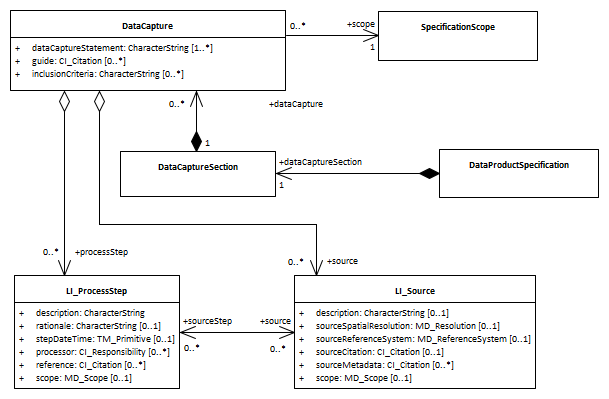 DataCapture
+ dataCaptureStatement: CharacterString [1..*]
+ guide: CI_Citation [0..*]
+ inclusionCriteria: CharacterString [0..*]
0..*
+scope
1
SpecificationScope
0..*
+dataCapture
1
DataCaptureSection
+dataCaptureSection
1
DataProductSpecification
0..*
+processStep
0..*
+source
LI_ProcessStep
+ description: CharacterString
+ rationale: CharacterString [0..1]
+ stepDateTime: TM_Primitive [0..1]
+ processor: CI_Responsibility [0..*]
+ reference: CI_Citation [0..*]
+ scope: MD_Scope [0..1]
+sourceStep
0..*
+source
0..*
LI_Source
+ description: CharacterString [0..1]
+ sourceSpatialResolution: MD_Resolution [0..1]
+ sourceReferenceSystem: MD_ReferenceSystem [0..1]
+ sourceCitation: CI_Citation [0..1]
+ sourceMetadata: CI_Citation [0..*]
+ scope: MD_Scope [0..1]